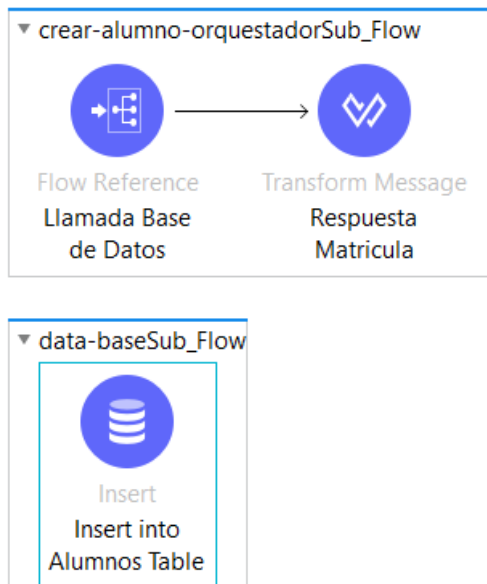 crear-alumno-orquestadorSub_Flow
Flow Reference
Transform Message
Llamada Base
de Datos
Respuesta
Matricula
data-baseSub_Flow
Insert
Insert into
Alumnos Table